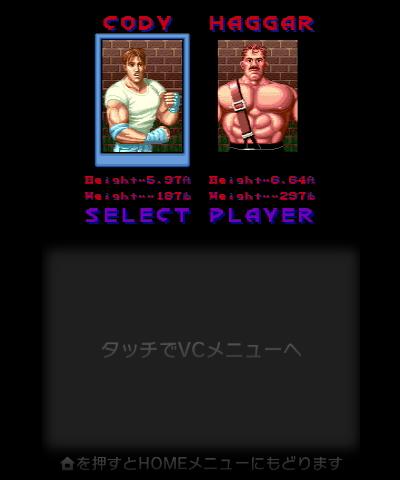 CODY HAGGAR
Height~5.97ft Height~6.64ft
Weight~~187lb Weight~~297lb
SELECT PLAYER
タッチでVCメニューへ
を押すとHOMEメニューにもどります